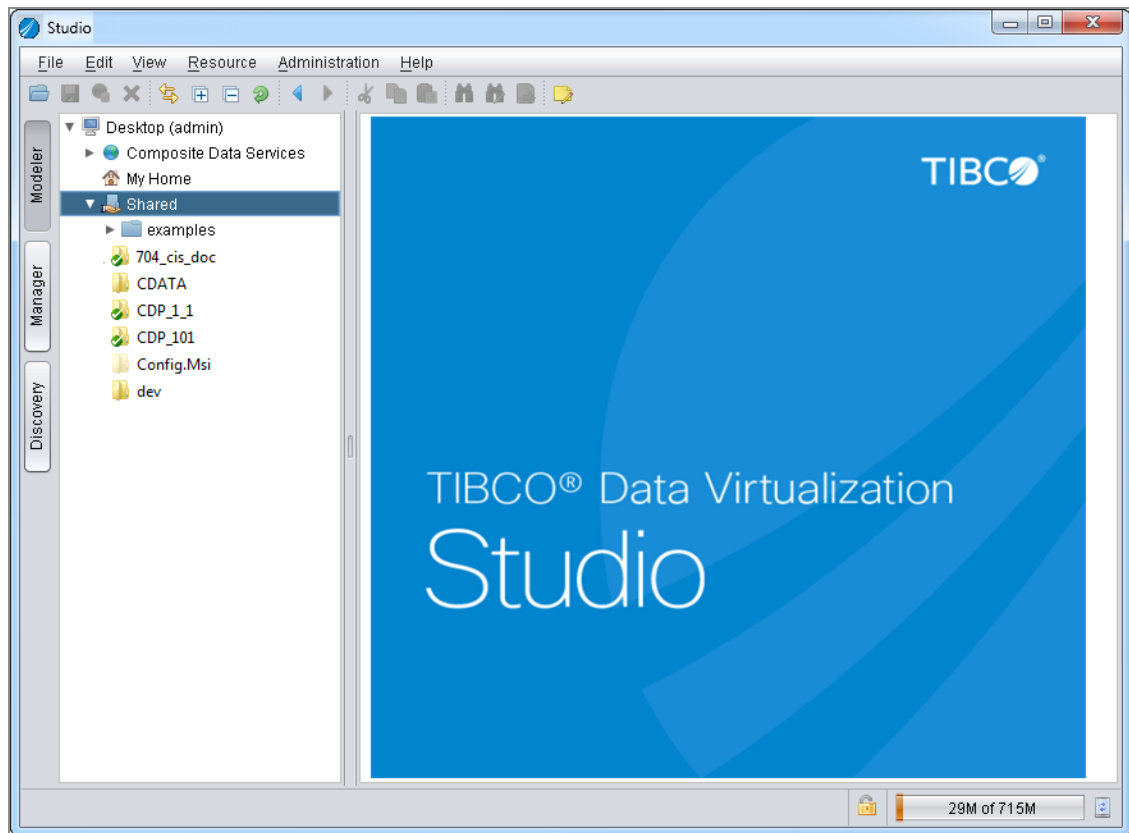 Studio
File Edit View Resource Administration Help
Modeler
Manager
Discovery
Desktop (admin)
Composite Data Services
My Home
Shared
examples
704_cis_doc
CDATA
CDP_1_1
CDP_101
Config.Msi
dev
TIBCO®
TIBCO® Data Virtualization
Studio
29M of 715M